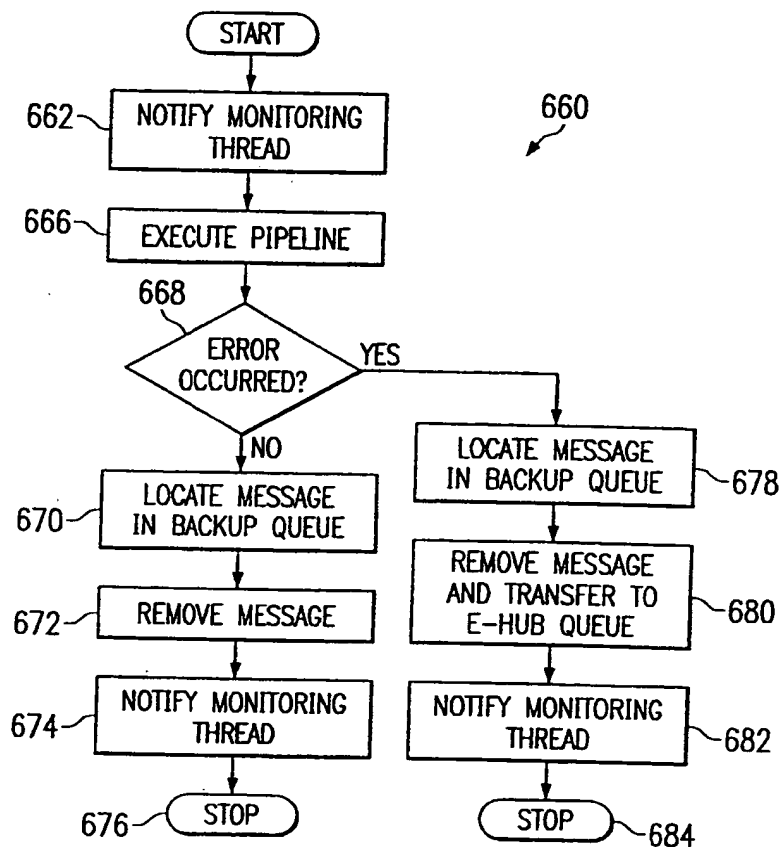 START
660
662
NOTIFY MONITORING
THREAD
666
EXECUTE PIPELINE
668
ERROR
OCCURRED?
YES
NO
670
LOCATE MESSAGE
IN BACKUP QUEUE
672
REMOVE MESSAGE
674
NOTIFY MONITORING
THREAD
676
STOP
LOCATE MESSAGE
IN BACKUP QUEUE
678
REMOVE MESSAGE
AND TRANSFER TO
E-HUB QUEUE
680
NOTIFY MONITORING
THREAD
682
STOP
684